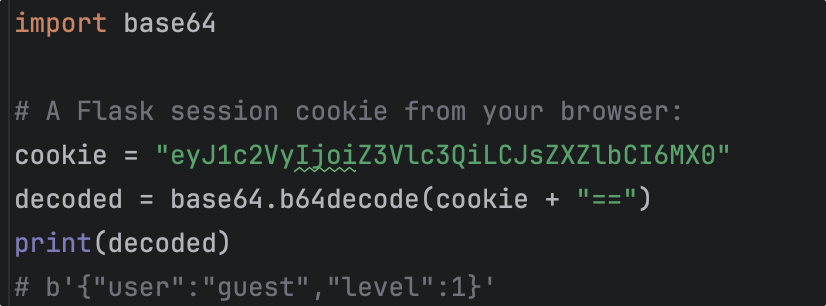 import base64
# A Flask session cookie from your browser:
cookie = "eyJ1c2VyIjoiZ3Vlc3QiLCJsZXZlbCI6MX0"
decoded = base64.b64decode(cookie + "==")
print(decoded)
# b'{"user":"guest","level":1}'